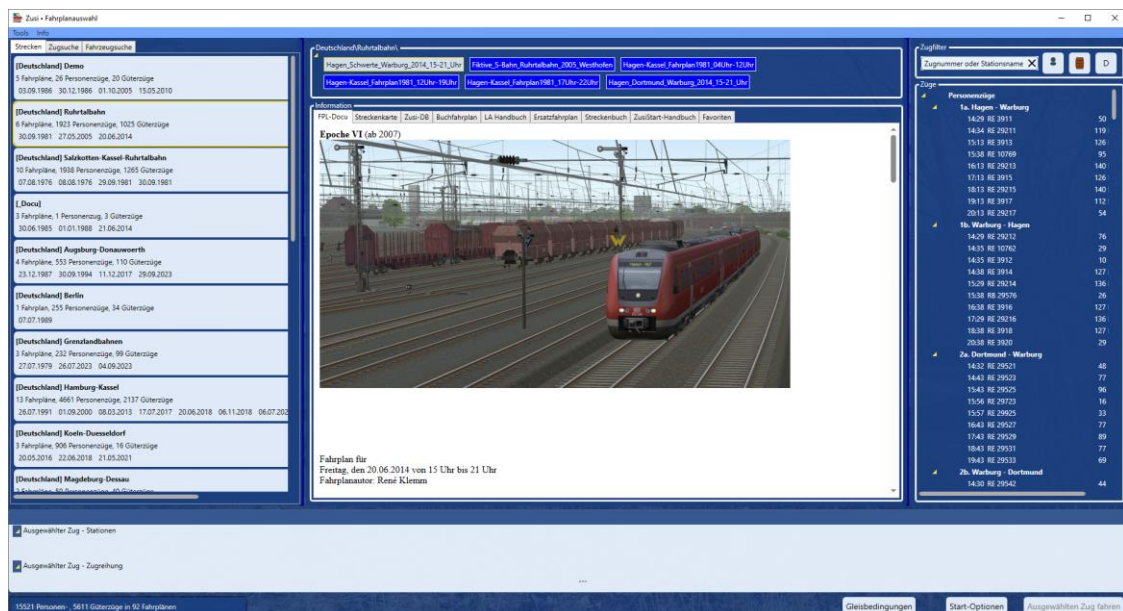 Zusi • Fahrplanauswahl
Tools Info
Strecken Zugsuche Fahrzeugsuche
[Deutschland] Demo
5 Fahrpläne, 26 Personenzüge, 20 Güterzüge
03.09.1986 30.12.1986 01.10.2005 15.05.2010
[Deutschland] Ruhrtalbahn
6 Fahrpläne, 1923 Personenzüge, 1025 Güterzüge
30.09.1981 27.05.2005 20.06.2014
[Deutschland] Salzkotten-Kassel-Ruhrtalbahn
10 Fahrpläne, 1938 Personenzüge, 1265 Güterzüge
07.08.1976 08.08.1976 29.09.1981 30.09.1981
[_Docu]
3 Fahrpläne, 1 Personenzug, 3 Güterzüge
30.06.1985 01.01.1988 21.06.2014
[Deutschland] Augsburg-Donauwoerth
4 Fahrpläne, 553 Personenzüge, 110 Güterzüge
23.12.1987 30.09.1994 11.12.2017 29.09.2023
[Deutschland] Berlin
1 Fahrplan, 255 Personenzüge, 34 Güterzüge
07.07.1989
[Deutschland] Grenzlandbahnen
3 Fahrpläne, 232 Personenzüge, 99 Güterzüge
27.07.1979 26.07.2023 04.09.2023
[Deutschland] Hamburg-Kassel
13 Fahrpläne, 4661 Personenzüge, 2137 Güterzüge
26.07.1991 01.09.2000 08.03.2013 17.07.2017 20.06.2018 06.11.2018 06.07.202
[Deutschland] Koeln-Duesseldorf
3 Fahrpläne, 906 Personenzüge, 16 Güterzüge
20.05.2016 22.06.2018 21.05.2021
[Deutschland] Magdeburg-Dessau
Deutschland\Ruhrtalbahn\,
Hagen_Schwerte_Warburg_2014_15-21_Uhr Fiktive_S-Bahn_Ruhrtalbahn_2005_Westhofen Hagen-Kassel_Fahrplan1981_04Uhr-12Uhr
Hagen-Kassel_Fahrplan1981_12Uhr-19Uhr Hagen-Kassel_Fahrplan1981_17Uhr-22Uhr Hagen_Dortmund_Warburg_2014_15-21_Uhr
Information
FPL-Docu Streckenkarte Zusi-DB Buchfahrplan LA Handbuch Ersatzfahrplan Streckenbuch ZusiStart-Handbuch Favoriten
Epoche VI (ab 2007)
Fahrplan für
Freitag, den 20.06.2014 von 15 Uhr bis 21 Uhr
Fahrplanautor: René Klemm
Zugfilter
Zugnummer oder Stationsname D
Züge
Personenzüge
1a. Hagen - Warburg
14:29 RE 3911 50
14:34 RE 29211 119
15:13 RE 3913 126
15:38 RE 10769 95
16:13 RE 29213 140
17:13 RE 3915 126
18:13 RE 29215 140
19:13 RE 3917 112
20:13 RE 29217 54
1b. Warburg - Hagen
14:29 RE 29212 76
14:35 RE 10762 29
14:35 RE 3912 10
14:38 RE 3914 127
15:29 RE 29214 136
15:38 RB 29576 26
16:38 RE 3916 127
17:29 RE 29216 136
18:38 RE 3918 127
20:38 RE 3920 29
2a. Dortmund - Warburg
14:32 RE 29521 48
14:43 RE 29523 77
15:43 RE 29525 96
15:56 RE 29723 16
15:57 RE 29925 33
16:43 RE 29527 77
17:43 RE 29529 89
18:43 RE 29531 77
19:43 RE 29533 69
2b. Warburg - Dortmund
14:30 RE 29542 44
Ausgewählter Zug - Stationen
Ausgewählter Zug - Zugreihung
...
15521 Personen- , 5611 Güterzüge in 92 Fahrplänen
Gleisbedingungen Start-Optionen Ausgewählten Zug fahren